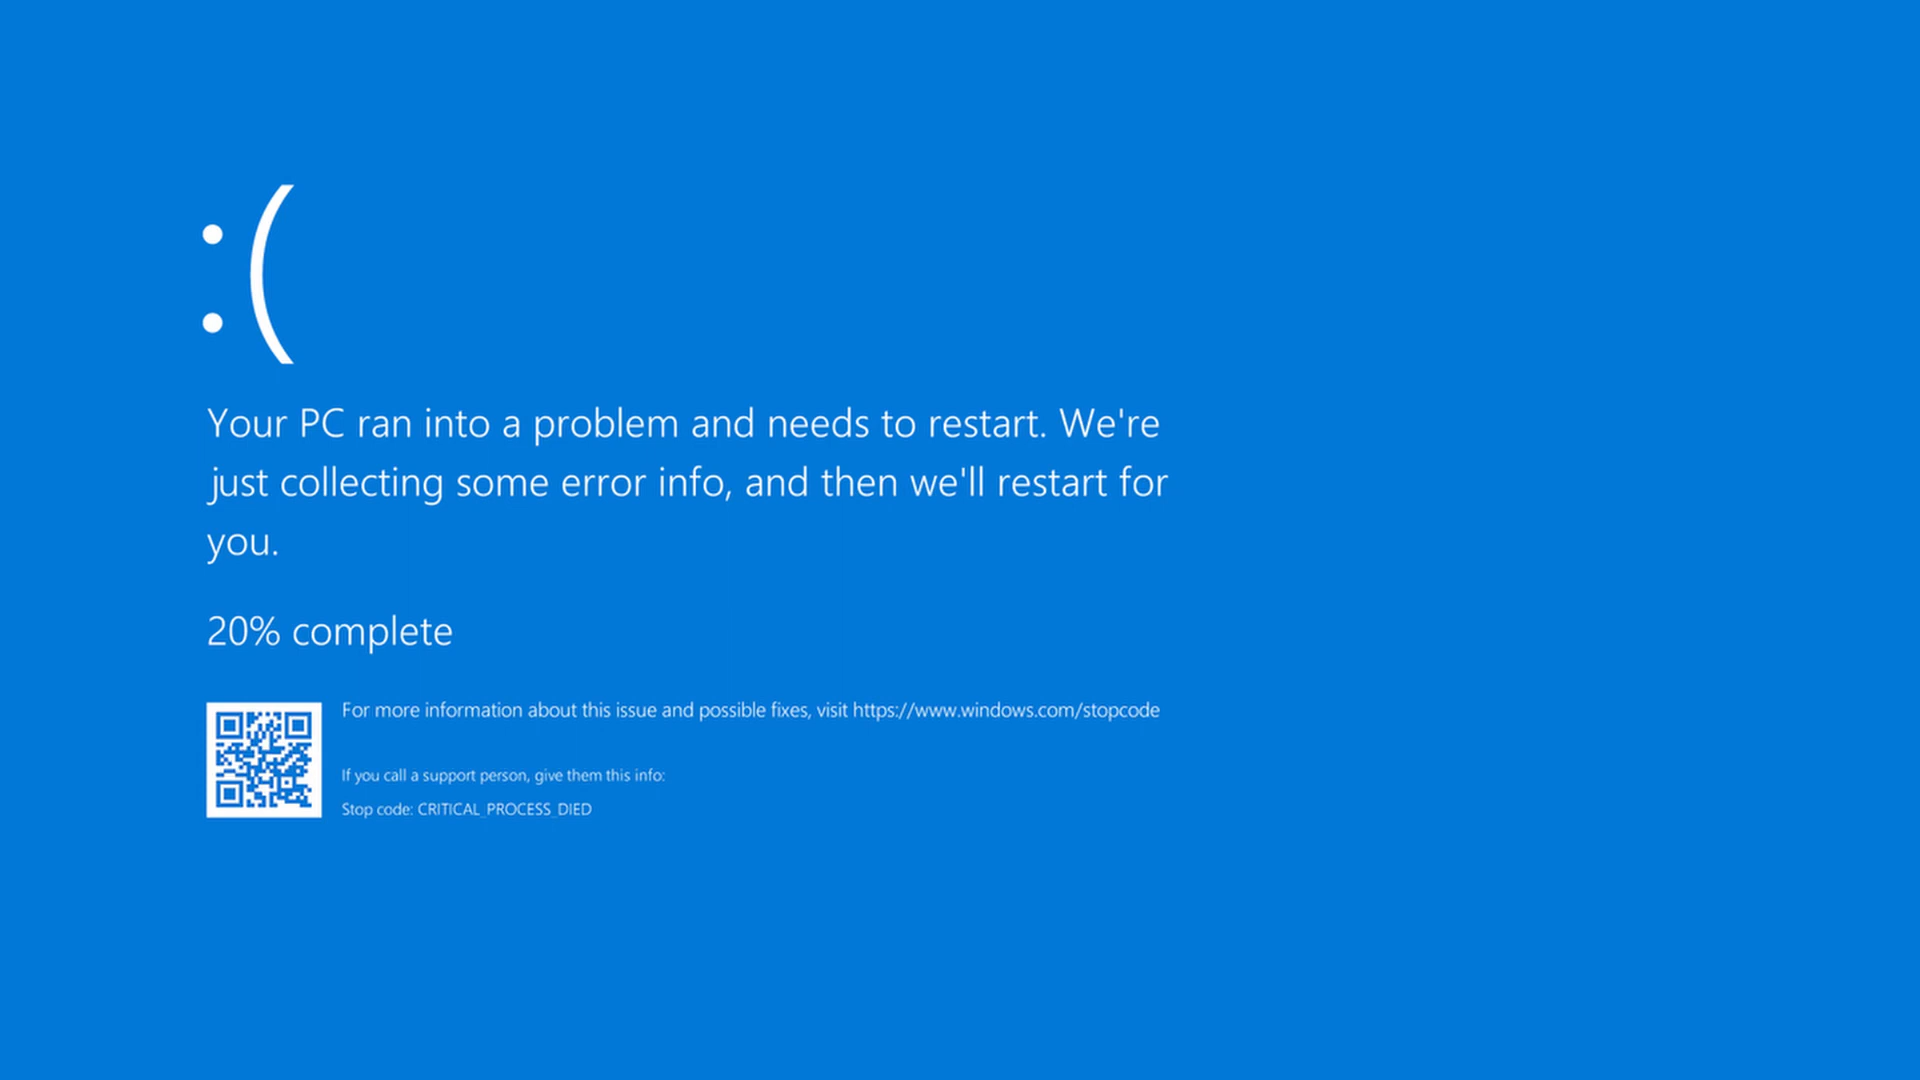 :(
Your PC ran into a problem and needs to restart. We're
just collecting some error info, and then we'll restart for
you.
20% complete
For more information about this issue and possible fixes, visit https://www.windows.com/stopcode
If you call a support person, give them this info:
Stop code: CRITICAL_PROCESS_DIED